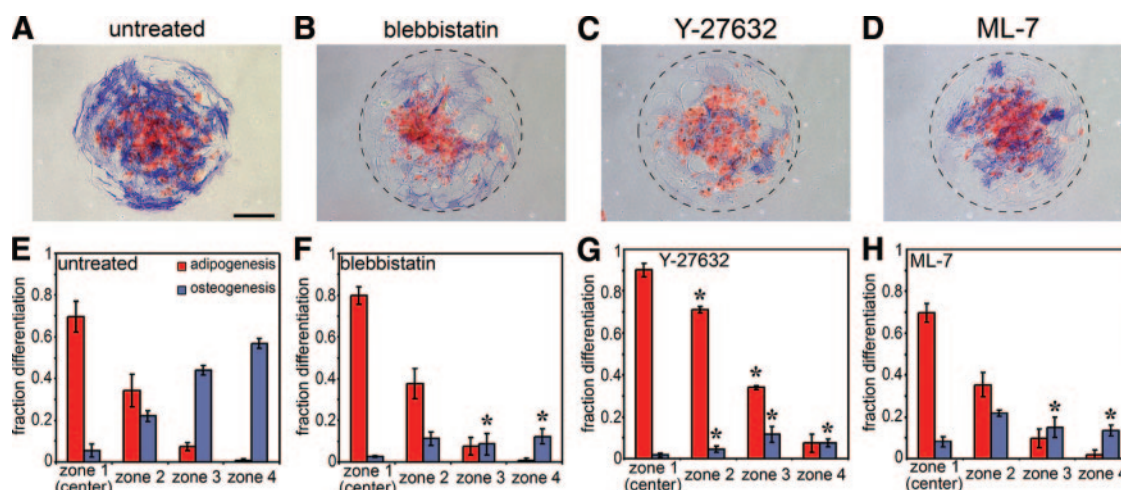 A untreated
B blebbistatin
C Y-27632
D ML-7
E
untreated
adipogenesis
osteogenesis
fraction differentiation
1
0.8
0.6
0.4
0.2
0
zone 1
(center)
zone 2
zone 3
zone 4
F
blebbistatin
fraction differentiation
1
0.8
0.6
0.4
0.2
0
* *
zone 1
(center)
zone 2
zone 3
zone 4
G
Y-27632
fraction differentiation
1
0.8
0.6
0.4
0.2
0
*
*
*
*
*
zone 1
(center)
zone 2
zone 3
zone 4
H
ML-7
fraction differentiation
1
0.8
0.6
0.4
0.2
0
* *
zone 1
(center)
zone 2
zone 3
zone 4